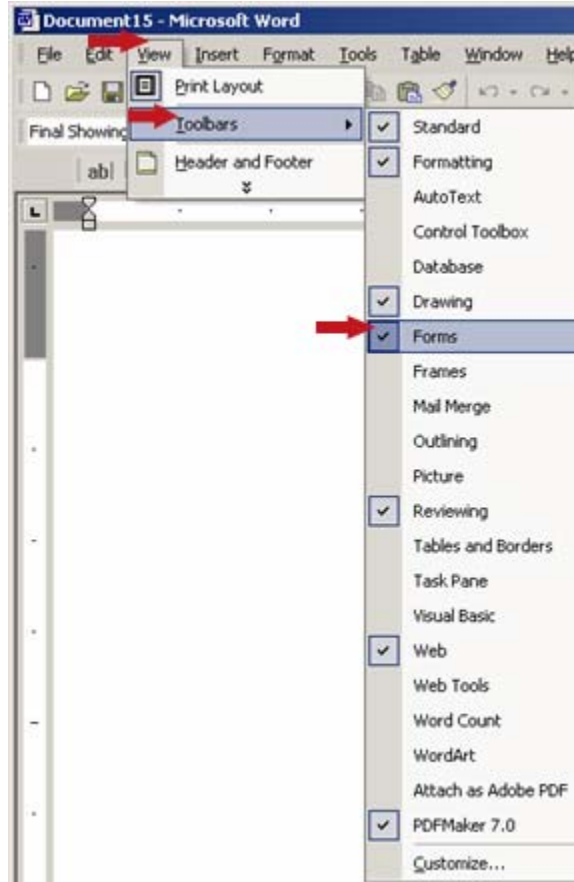 Document15 - Microsoft Word
File Edit View Insert Format Tools Table Window Help
Print Layout
Final Showing
Toolbars
ab|
Header and Footer
Standard
Formatting
AutoText
Control Toolbox
Database
Drawing
Forms
Frames
Mail Merge
Outlining
Picture
Reviewing
Tables and Borders
Task Pane
Visual Basic
Web
Web Tools
Word Count
WordArt
Attach as Adobe PDF
PDFMaker 7.0
Customize...